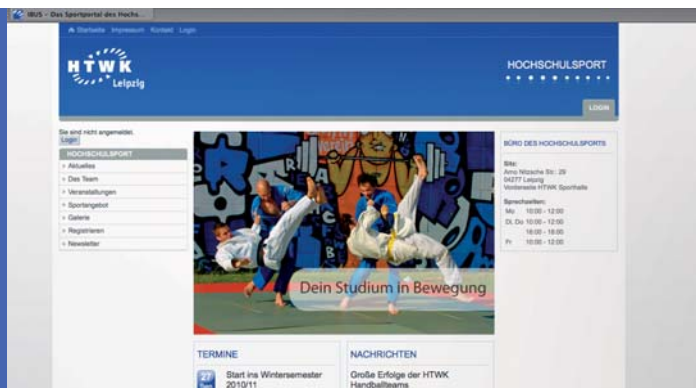 IBUS - Das Sportportal des Hochs...
Startseite Impressum Kontakt Login
HTWK
Leipzig
HOCHSCHULSPORT
LOGIN
Sie sind nicht angemeldet.
Login
HOCHSCHULSPORT
» Aktuelles
» Das Team
» Veranstaltungen
» Sportangebot
» Galerie
» Registrieren
» Newsletter
Dein Studium in Bewegung
BÜRO DES HOCHSCHULSPORTS
Sitz:
Arno Nitzsche Str.: 29
04277 Leipzig
Vorderseite HTWK Sporthalle
Sprechzeiten:
Mo 10:00 - 12:00
Di, Do 10:00 - 12:00
16:00 - 18:00
Fr 10:00 - 12:00
TERMINE
27
Start ins Wintersemester
2010/11
NACHRICHTEN
Große Erfolge der HTWK
Handballteams